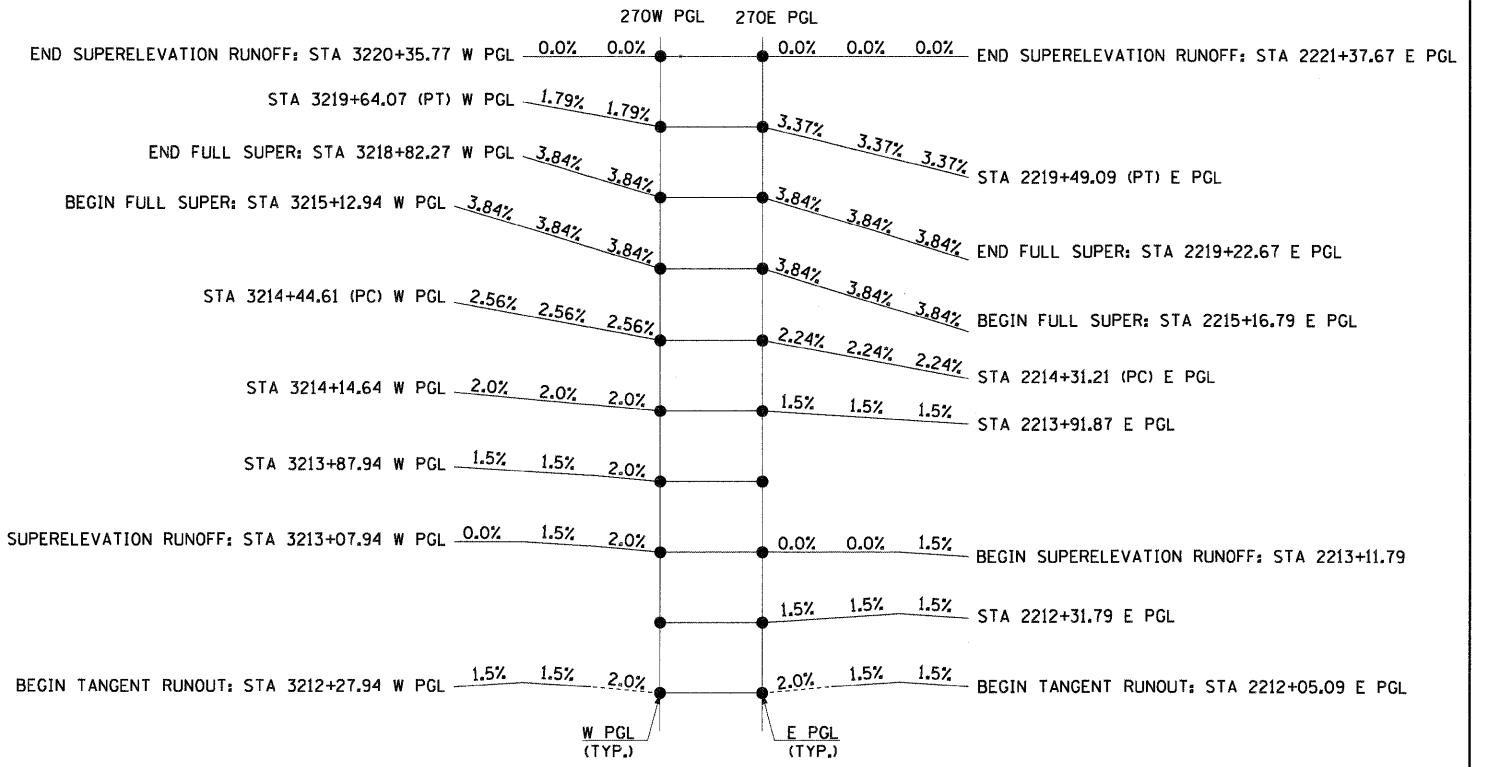 270W PGL 270E PGL
END SUPERELEVATION RUNOFF: STA 3220+35.77 W PGL 0.0% 0.0% 0.0% 0.0% 0.0% END SUPERELEVATION RUNOFF: STA 2221+37.67 E PGL
STA 3219+64.07 (PT) W PGL 1.79% 1.79% 3.37% 3.37% 3.37% STA 2219+49.09 (PT) E PGL
END FULL SUPER: STA 3218+82.27 W PGL 3.84% 3.84% 3.84% 3.84% 3.84% END FULL SUPER: STA 2219+22.67 E PGL
BEGIN FULL SUPER: STA 3215+12.94 W PGL 3.84% 3.84% 3.84% 3.84% 3.84% 3.84% BEGIN FULL SUPER: STA 2215+16.79 E PGL
STA 3214+44.61 (PC) W PGL 2.56% 2.56% 2.56% 2.24% 2.24% 2.24% STA 2214+31.21 (PC) E PGL
STA 3214+14.64 W PGL 2.0% 2.0% 2.0% 1.5% 1.5% 1.5% STA 2213+91.87 E PGL
STA 3213+87.94 W PGL 1.5% 1.5% 2.0%
SUPERELEVATION RUNOFF: STA 3213+07.94 W PGL 0.0% 1.5% 2.0% 0.0% 0.0% 1.5% BEGIN SUPERELEVATION RUNOFF: STA 2213+11.79
1.5% 1.5% 1.5% STA 2212+31.79 E PGL
BEGIN TANGENT RUNOUT: STA 3212+27.94 W PGL 1.5% 1.5% 2.0% 2.0% 1.5% 1.5% BEGIN TANGENT RUNOUT: STA 2212+05.09 E PGL
W PGL E PGL
(TYP.) (TYP.)